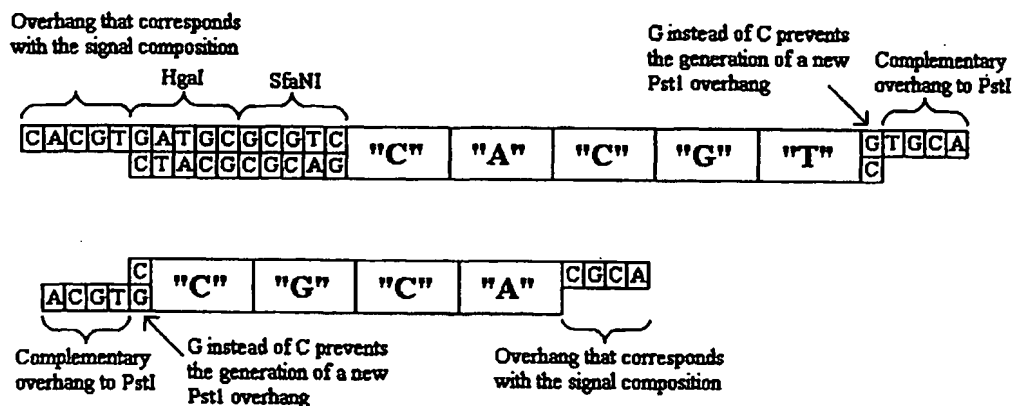 Overhang that corresponds
with the signal composition
HgaI
SfaNI
G instead of C prevents
the generation of a new
Pst1 overhang
Complementary
overhang to PstI
CACGTGATGCGCGTC "C" "A" "C" "G" "T" GTGCA
CTACGCGCAG C
C "C" "G" "C" "A" CGCA
ACGTG
Complementary
overhang to PstI
G instead of C prevents
the generation of a new
Pst1 overhang
Overhang that corresponds
with the signal composition